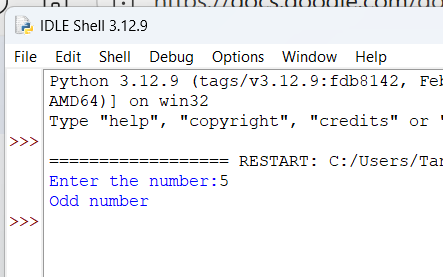 https://docs.google.com/do
IDLE Shell 3.12.9
File Edit Shell Debug Options Window Help
Python 3.12.9 (tags/v3.12.9:fdb8142, Feb
AMD64)] on win32
Type "help", "copyright", "credits" or "
>>>
================== RESTART: C:/Users/Tan
Enter the number:5
Odd number
>>>